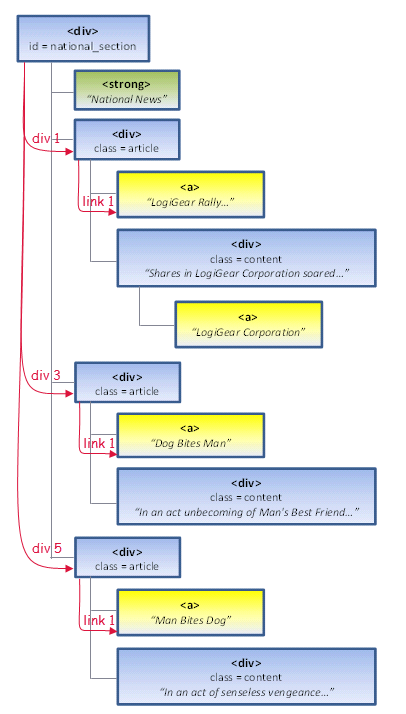 <div>
id = national_section
<strong>
“National News”
div 1
<div>
class = article
link 1
<a>
“LogiGear Rally…”
<div>
class = content
“Shares in LogiGear Corporation soared…”
<a>
“LogiGear Corporation”
div 3
<div>
class = article
link 1
<a>
“Dog Bites Man”
<div>
class = content
“In an act unbecoming of Man’s Best Friend…”
div 5
<div>
class = article
link 1
<a>
“Man Bites Dog”
<div>
class = content
“In an act of senseless vengeance…”